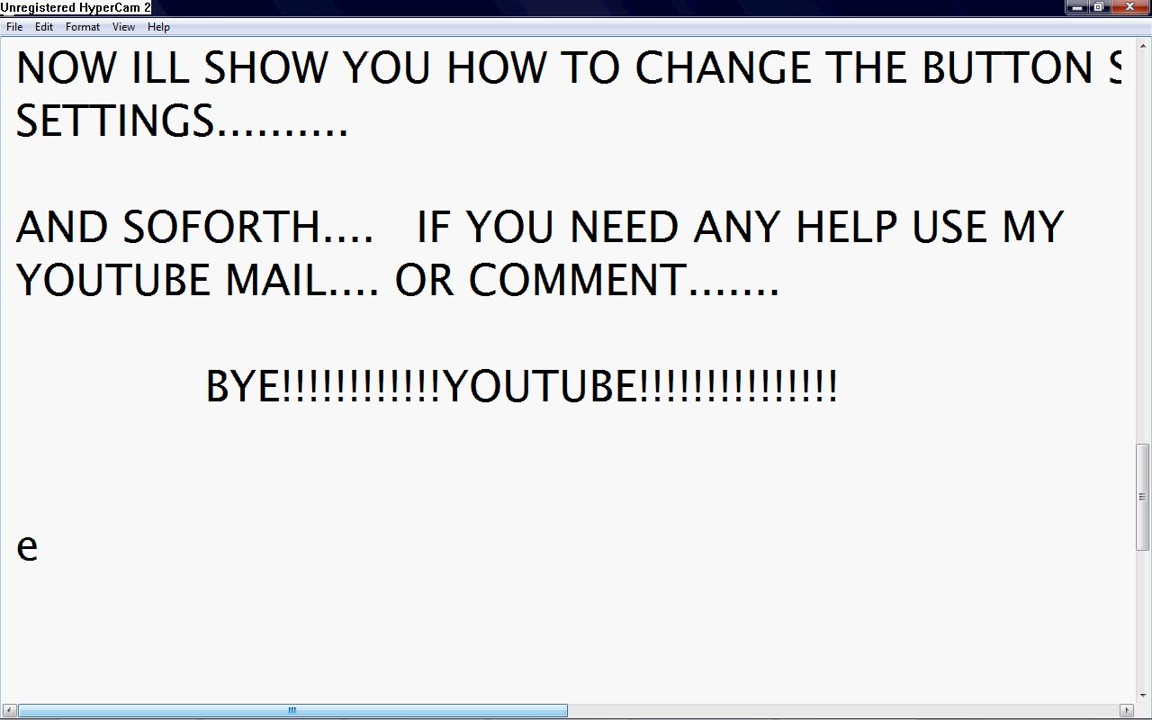 Unregistered HyperCam 2
File Edit Format View Help
NOW ILL SHOW YOU HOW TO CHANGE THE BUTTON S
SETTINGS..........
AND SOFORTH.... IF YOU NEED ANY HELP USE MY
YOUTUBE MAIL.... OR COMMENT.......
BYE!!!!!!!!!!!!YOUTUBE!!!!!!!!!!!!!!!
e